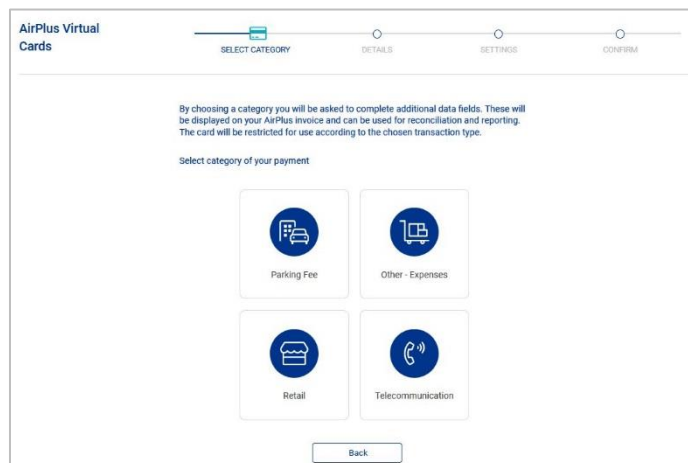 AirPlus Virtual
Cards
SELECT CATEGORY
DETAILS
SETTINGS
CONFIRM
By choosing a category you will be asked to complete additional data fields. These will
be displayed on your AirPlus invoice and can be used for reconciliation and reporting.
The card will be restricted for use according to the chosen transaction type.
Select category of your payment
Parking Fee
Other - Expenses
Retail
Telecommunication
Back